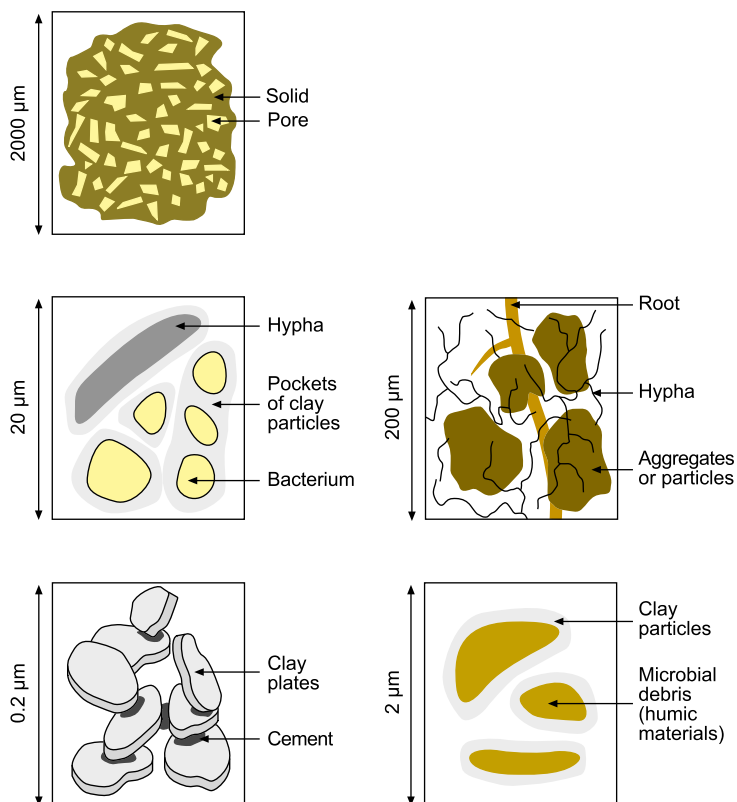 2000 µm
Solid
Pore
20 µm
Hypha
Pockets
of clay
particles
Bacterium
200 µm
Root
Hypha
Aggregates
or particles
0.2 µm
Clay
plates
Cement
2 µm
Clay
particles
Microbial
debris
(humic
materials)